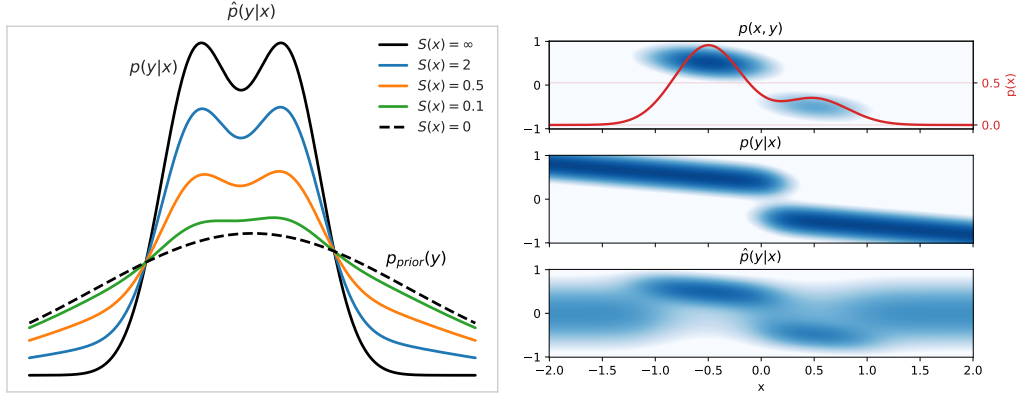 p̂(y|x)
p(y|x)
S(x) = ∞
S(x) = 2
S(x) = 0.5
S(x) = 0.1
S(x) = 0
p_prior(y)
p(x, y)
1
0
−1
0.5
0.0
p(x)
p(y|x)
1
0
−1
p̂(y|x)
1
0
−1
−2.0 −1.5 −1.0 −0.5 0.0 0.5 1.0 1.5 2.0
x